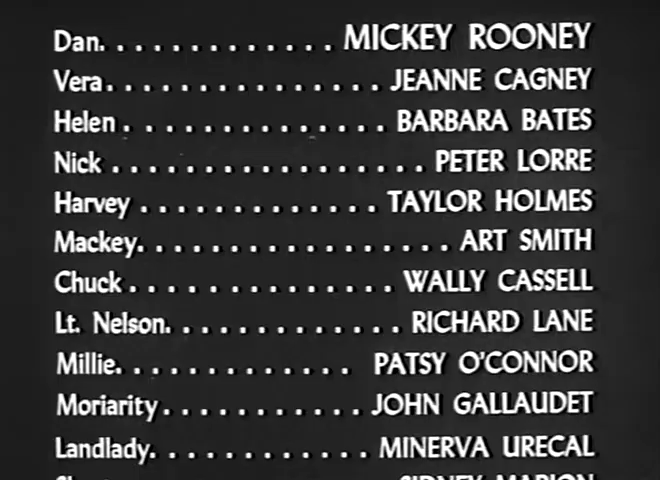 Dan. . . . . . . . . . . . . MICKEY ROONEY
Vera. . . . . . . . . . . . . . . JEANNE CAGNEY
Helen . . . . . . . . . . . . . . BARBARA BATES
Nick . . . . . . . . . . . . . . . . . PETER LORRE
Harvey . . . . . . . . . . . . . TAYLOR HOLMES
Mackey. . . . . . . . . . . . . . . . . ART SMITH
Chuck . . . . . . . . . . . . . . WALLY CASSELL
Lt. Nelson. . . . . . . . . . . . . RICHARD LANE
Millie. . . . . . . . . . . . . PATSY O'CONNOR
Moriarity . . . . . . . . . . . JOHN GALLAUDET
Landlady. . . . . . . . . . . . MINERVA URECAL